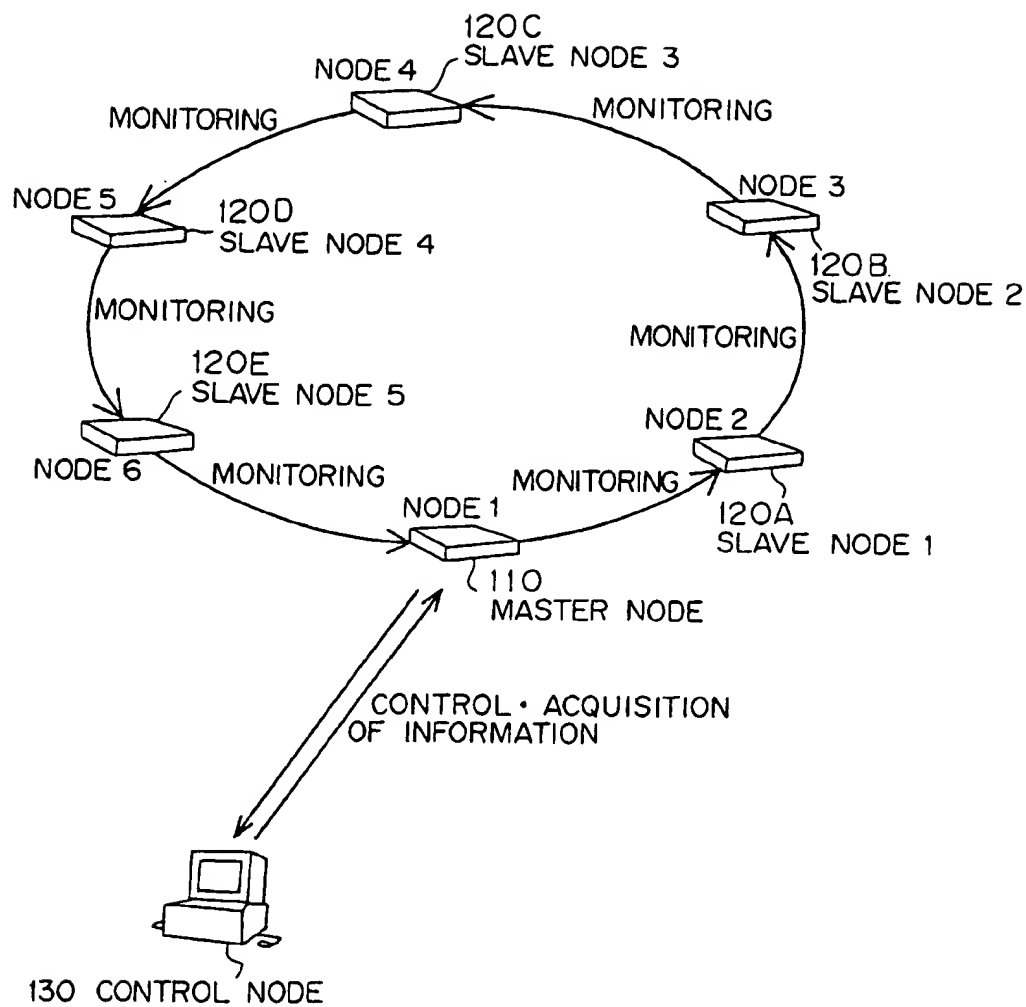 120C
SLAVE NODE 3
NODE 4
MONITORING
MONITORING
NODE 5
120D
SLAVE NODE 4
NODE 3
120B.
SLAVE NODE 2
MONITORING
MONITORING
120E
SLAVE NODE 5
NODE 2
NODE 6
MONITORING
MONITORING
NODE 1
120A
SLAVE NODE 1
110
MASTER NODE
CONTROL · ACQUISITION
OF INFORMATION
130 CONTROL NODE